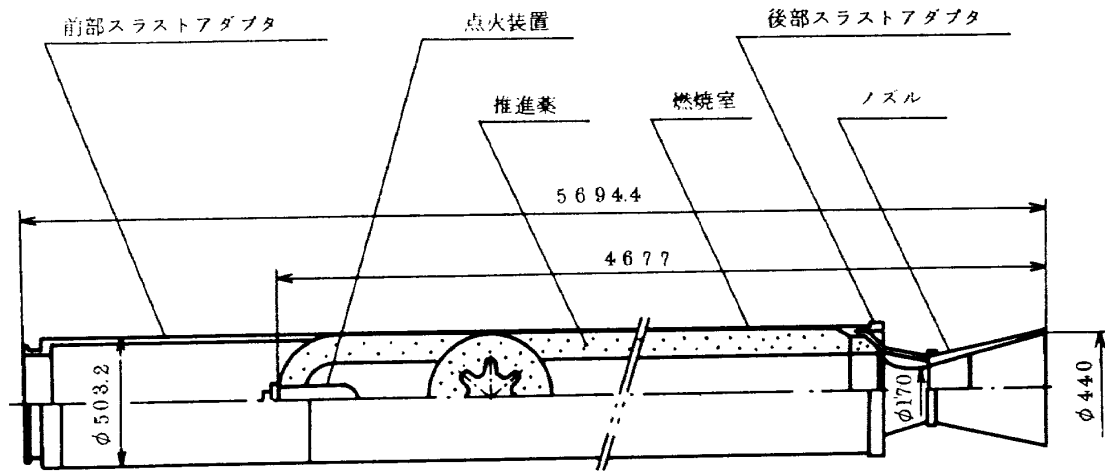 前部スラストアダプタ
点火装置
後部スラストアダプタ
推進薬
燃焼室
ノズル
5694.4
4677
φ503.2
φ170
φ440